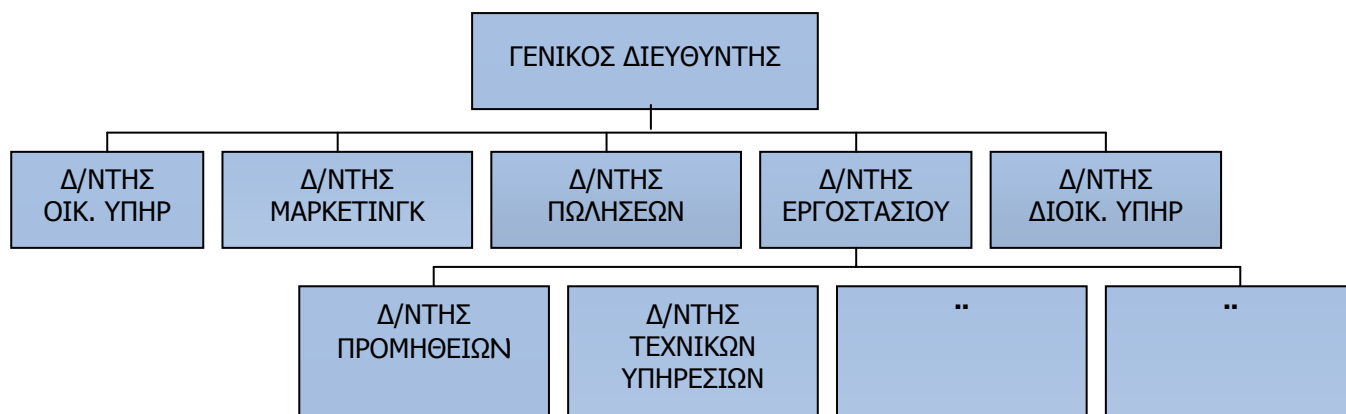 ΓΕΝΙΚΟΣ ΔΙΕΥΘΥΝΤΗΣ
Δ/ΝΤΗΣ
ΟΙΚ. ΥΠΗΡ
Δ/ΝΤΗΣ
ΜΑΡΚΕΤΙΝΓΚ
Δ/ΝΤΗΣ
ΠΩΛΗΣΕΩΝ
Δ/ΝΤΗΣ
ΕΡΓΟΣΤΑΣΙΟΥ
Δ/ΝΤΗΣ
ΔΙΟΙΚ. ΥΠΗΡ
Δ/ΝΤΗΣ
ΠΡΟΜΗΘΕΙΩΝ
Δ/ΝΤΗΣ
ΤΕΧΝΙΚΩΝ
ΥΠΗΡΕΣΙΩΝ
..
..